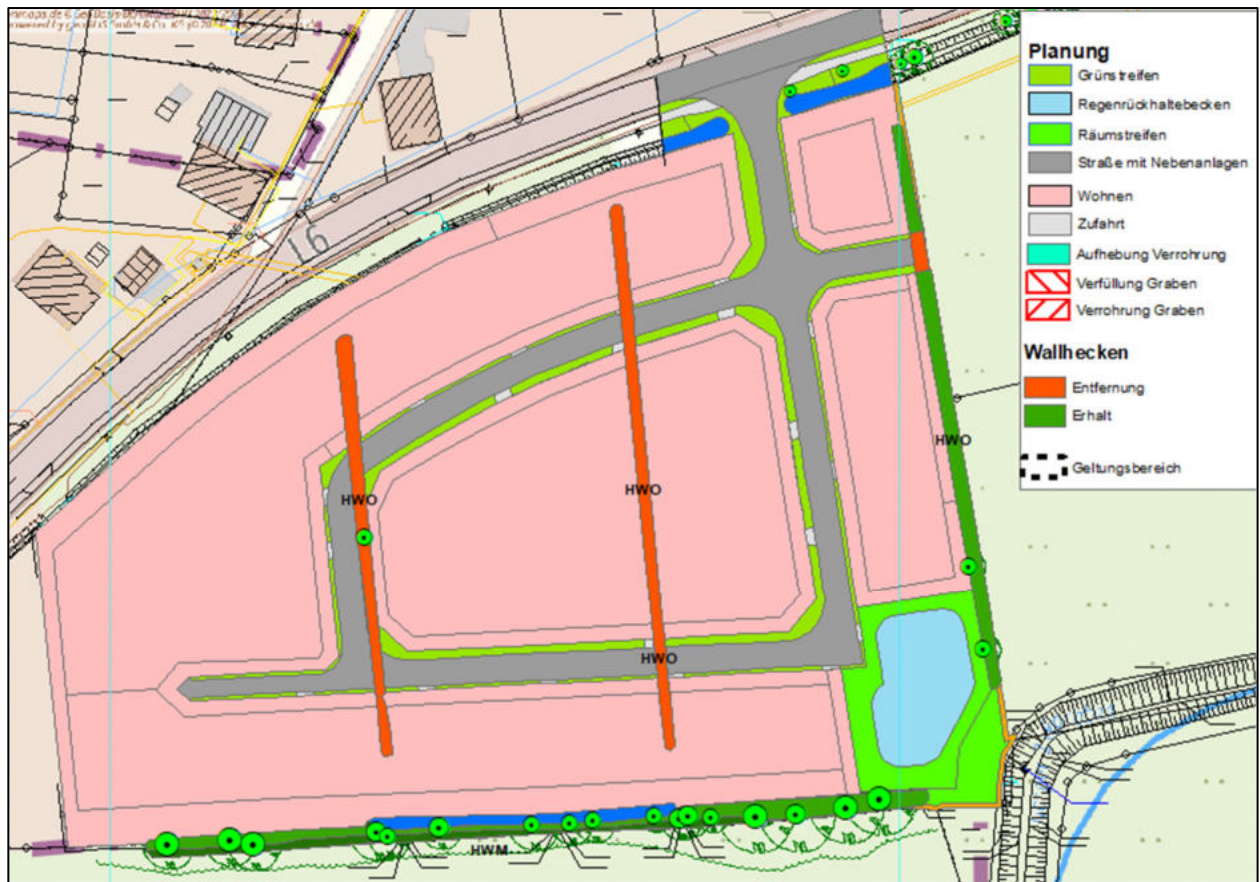 Planung
Grünstreifen
Regenrückhaltebecken
Räumstreifen
Straße mit Nebenanlagen
Wohnen
Zufahrt
Aufhebung Verrohrung
Verfüllung Graben
Verrohrung Graben
Wallhecken
Entfernung
Erhalt
Geltungsbereich
16
HWO
HWO
HWO
HWO
HWM